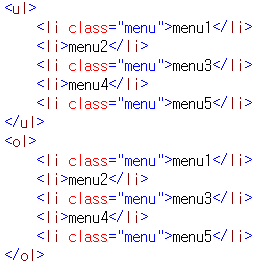 <ul>
    <li class="menu">menu1</li>
    <li>menu2</li>
    <li class="menu">menu3</li>
    <li>menu4</li>
    <li class="menu">menu5</li>
</ul>
<ol>
    <li class="menu">menu1</li>
    <li>menu2</li>
    <li class="menu">menu3</li>
    <li>menu4</li>
    <li class="menu">menu5</li>
</ol>